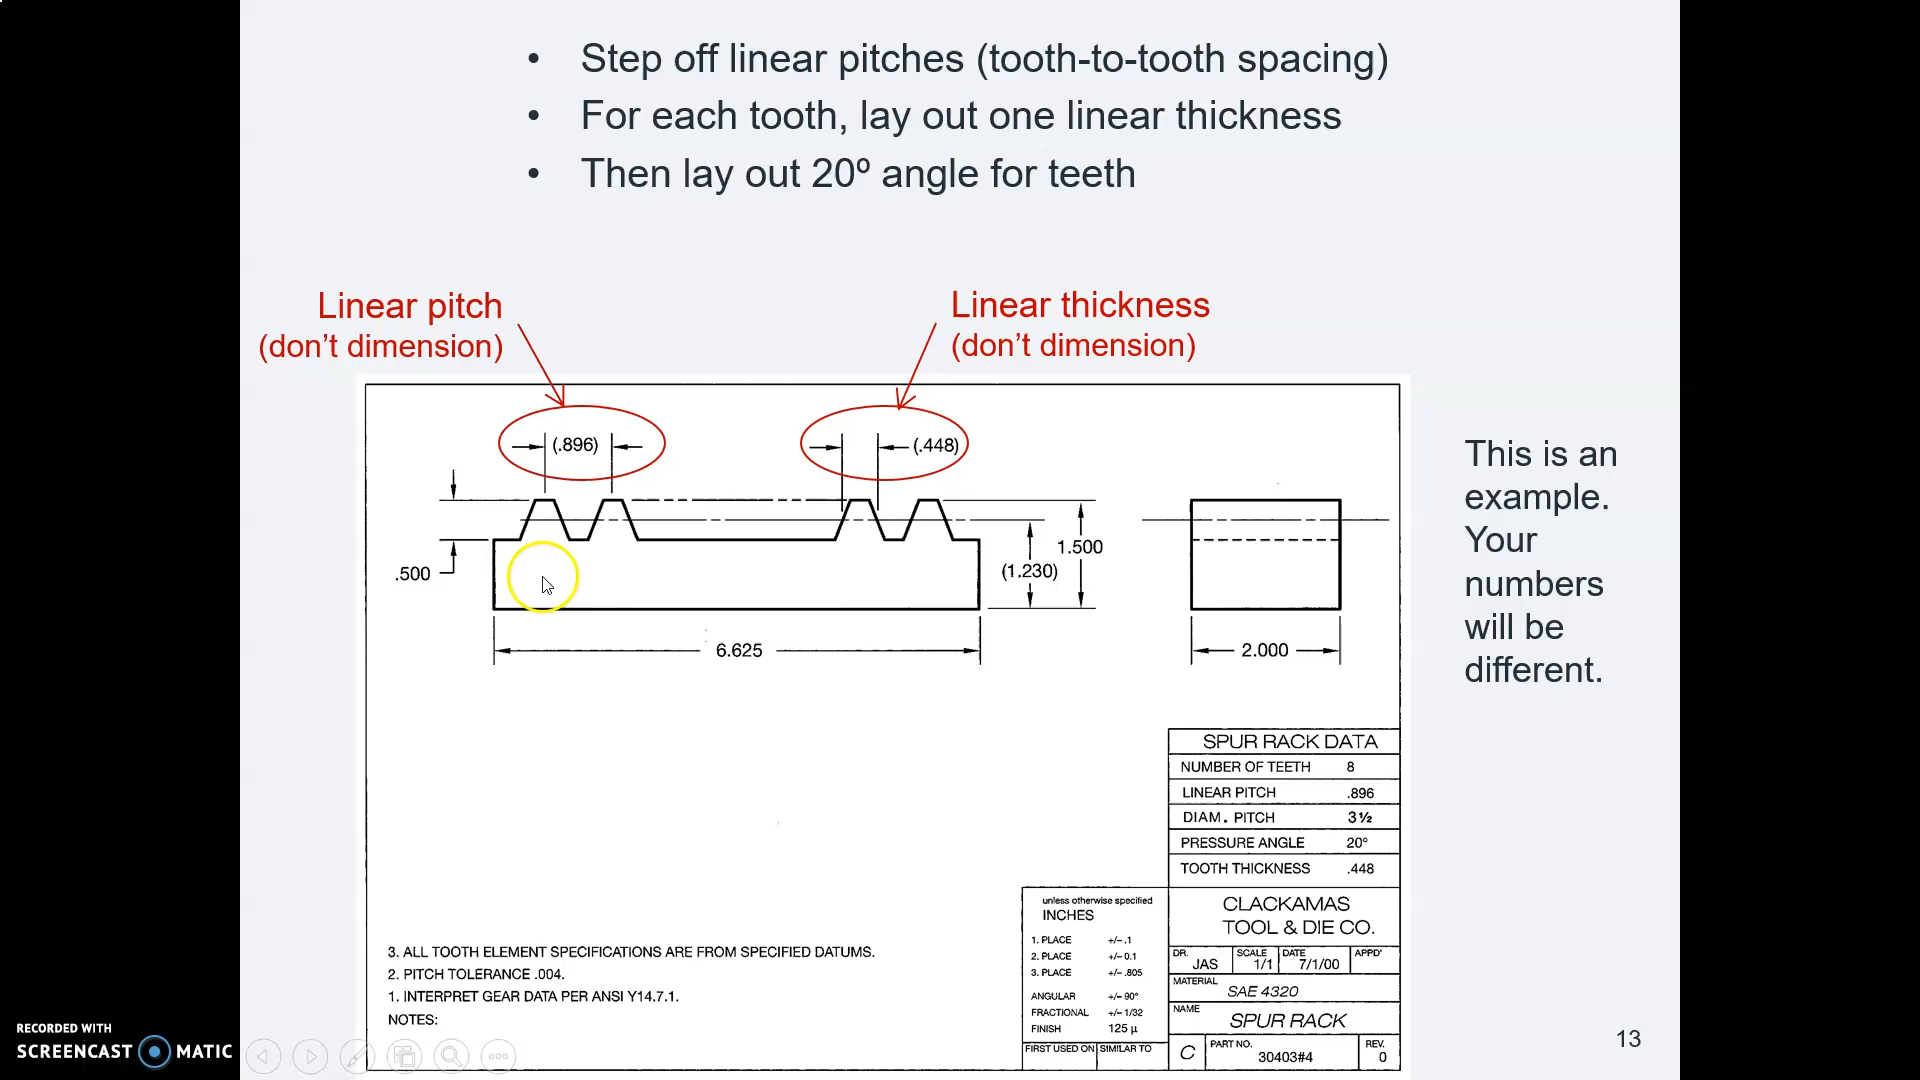 • Step off linear pitches (tooth-to-tooth spacing)
• For each tooth, lay out one linear thickness
• Then lay out 20º angle for teeth
Linear pitch
(don't dimension)
Linear thickness
(don't dimension)
(.896)
(.448)
.500
1.500
(1.230)
6.625
2.000
This is an
example.
Your
numbers
will be
different.
SPUR RACK DATA
NUMBER OF TEETH 8
LINEAR PITCH .896
DIAM. PITCH 3½
PRESSURE ANGLE 20°
TOOTH THICKNESS .448
unless otherwise specified
INCHES
1. PLACE +/- .1
2. PLACE +/- 0.1
3. PLACE +/- .805
ANGULAR +/- 90°
FRACTIONAL +/- 1/32
FINISH 125 µ
FIRST USED ON SIMILAR TO
CLACKAMAS
TOOL & DIE CO.
DR. JAS SCALE 1/1 DATE 7/1/00 APPD'
MATERIAL
SAE 4320
NAME
SPUR RACK
C PART NO. 30403#4 REV. 0
3. ALL TOOTH ELEMENT SPECIFICATIONS ARE FROM SPECIFIED DATUMS.
2. PITCH TOLERANCE .004.
1. INTERPRET GEAR DATA PER ANSI Y14.7.1.
NOTES:
13
RECORDED WITH
SCREENCAST MATIC